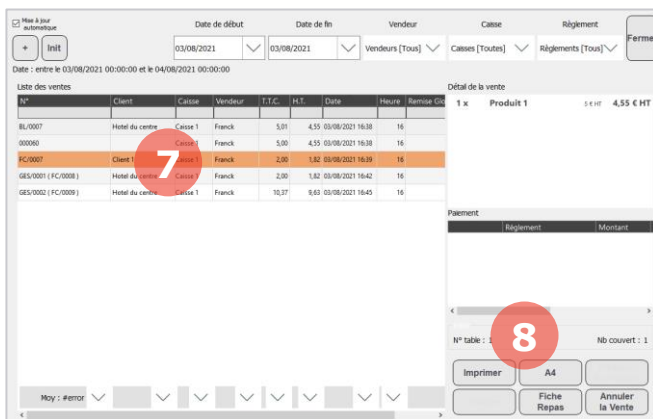 Mise à jour
automatique
Date de début Date de fin Vendeur Caisse Règlement
+ Init 03/08/2021 03/08/2021 Vendeurs [Tous] Caisses [Toutes] Règlements [Tous] Ferme
Date : entre le 03/08/2021 00:00:00 et le 04/08/2021 00:00:00
Liste des ventes
N° Client Caisse Vendeur T.T.C. H.T. Date Heure Remise Glo
BL/0007 Hotel du centre Caisse 1 Franck 5,01 4,55 03/08/2021 16:38 16
000060 Caisse 1 Franck 5,00 4,55 03/08/2021 16:38 16
FC/0007 Client 1 Caisse 1 Franck 2,00 1,82 03/08/2021 16:39 16
GES/0001 ( FC/0008 ) Hotel du centre Caisse 1 Franck 2,00 1,82 03/08/2021 16:42 16
GES/0002 ( FC/0009 ) Hotel du centre Caisse 1 Franck 10,37 9,63 03/08/2021 16:45 16
7
Moy : #error
Détail de la vente
1 x Produit 1 5 € HT 4,55 € HT
Paiement
Règlement Montant
8
N° table : 1 Nb couvert : 1
Imprimer A4
Fiche
Repas
Annuler
la Vente